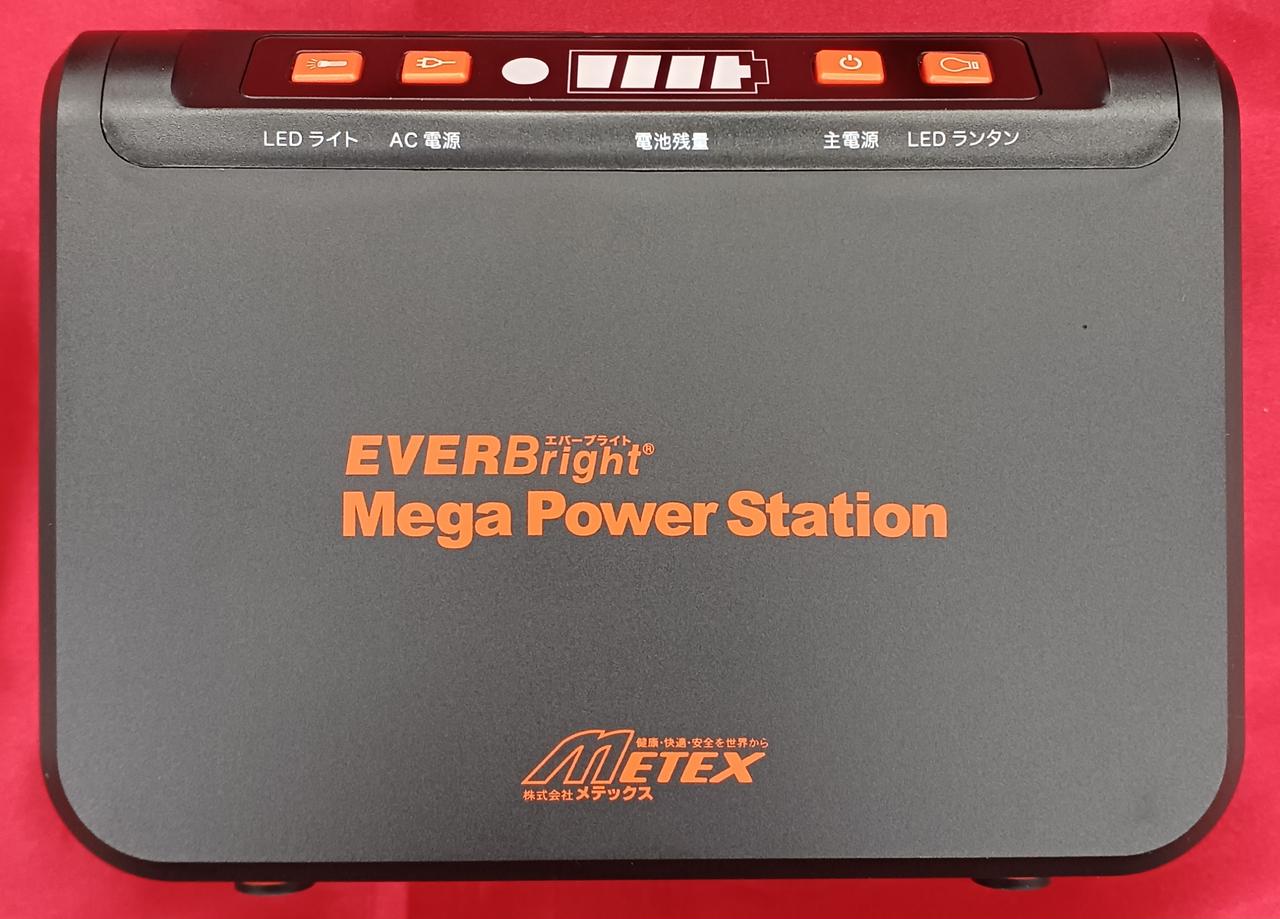 LED ライト AC 電源 電池残量 主電源 LED ランタン
エバーブライト
EVERBright®
Mega Power Station
健康・快適・安全を世界から
METEX
株式会社メテックス